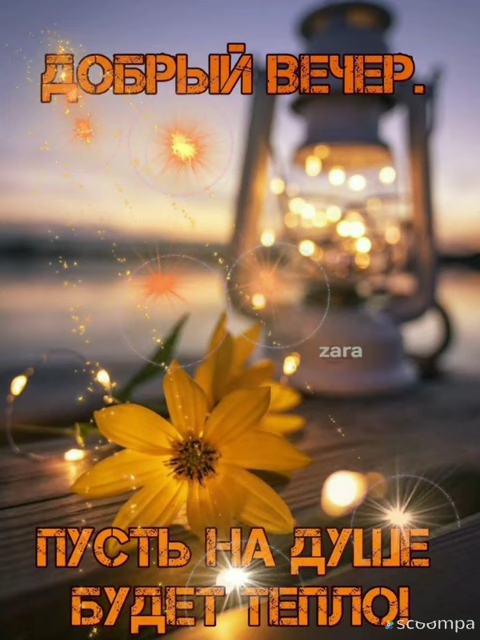 ДОБРЫЙ ВЕЧЕР.
zara
ПУСТЬ НА ДУШЕ
БУДЕТ ТЕПЛО!
scoompa